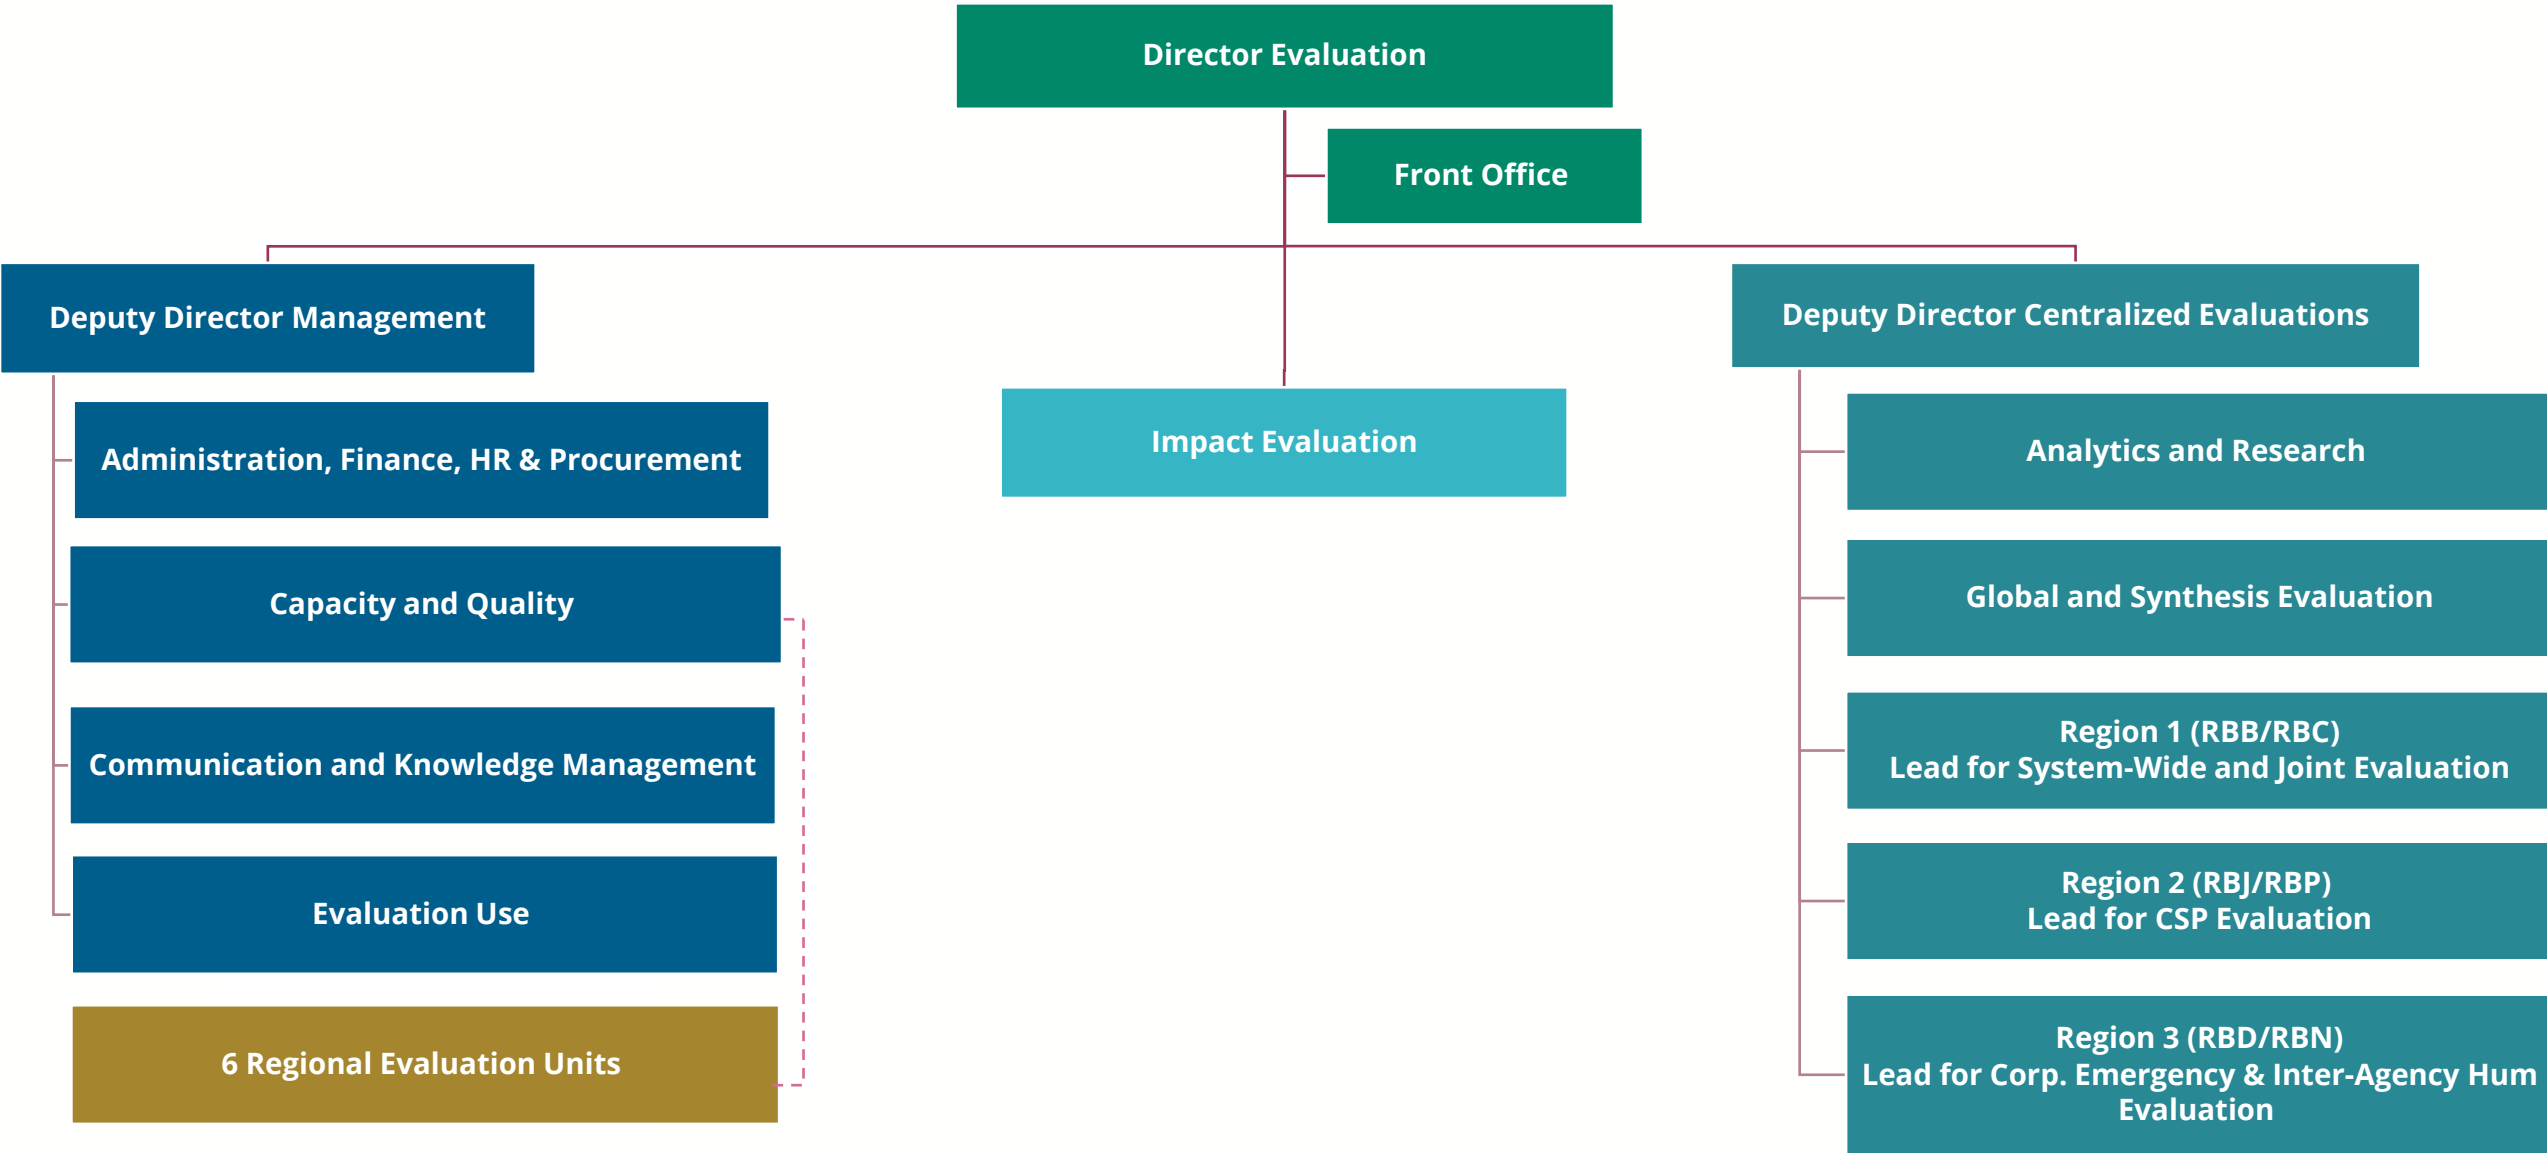 Director Evaluation
Front Office
Deputy Director Management
Administration, Finance, HR & Procurement
Capacity and Quality
Communication and Knowledge Management
Evaluation Use
6 Regional Evaluation Units
Impact Evaluation
Deputy Director Centralized Evaluations
Analytics and Research
Global and Synthesis Evaluation
Region 1 (RBB/RBC)
Lead for System-Wide and Joint Evaluation
Region 2 (RBJ/RBP)
Lead for CSP Evaluation
Region 3 (RBD/RBN)
Lead for Corp. Emergency & Inter-Agency Hum
Evaluation